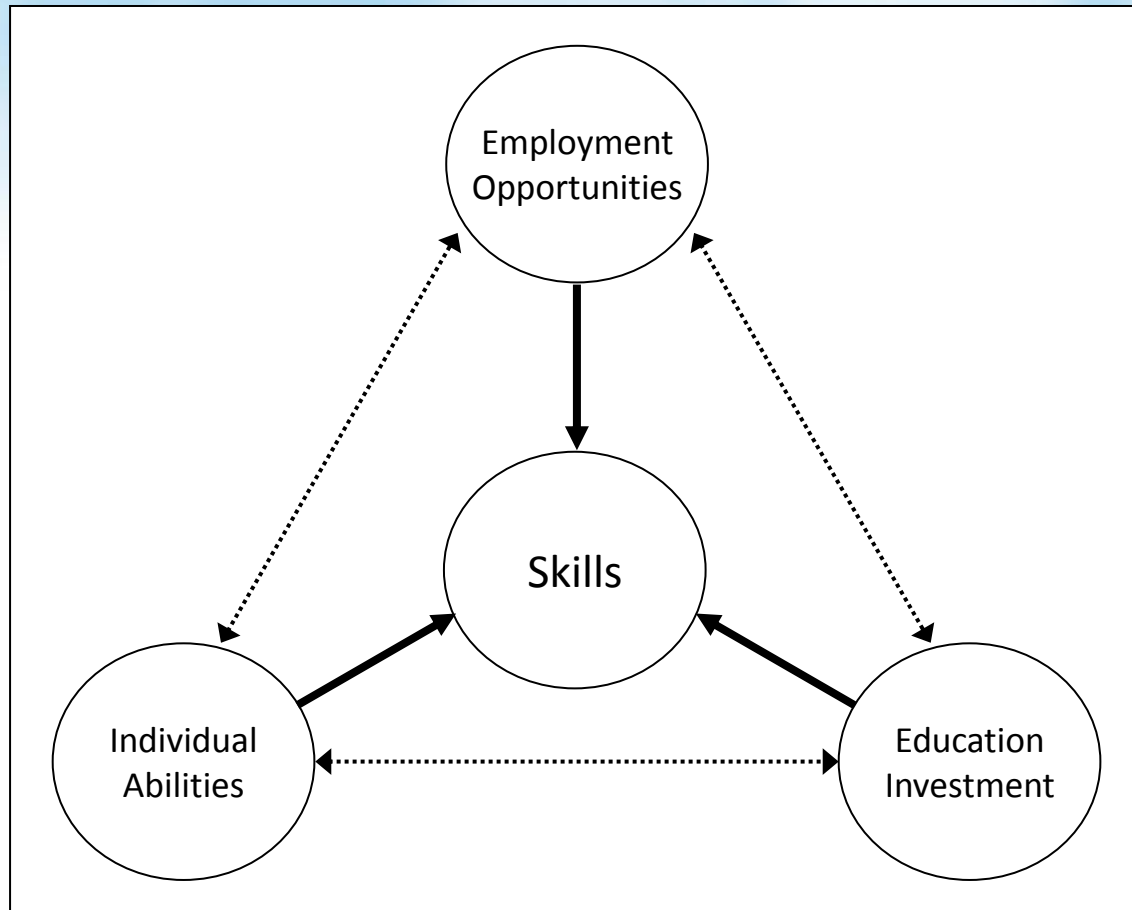 Employment
Opportunities
Skills
Individual
Abilities
Education
Investment